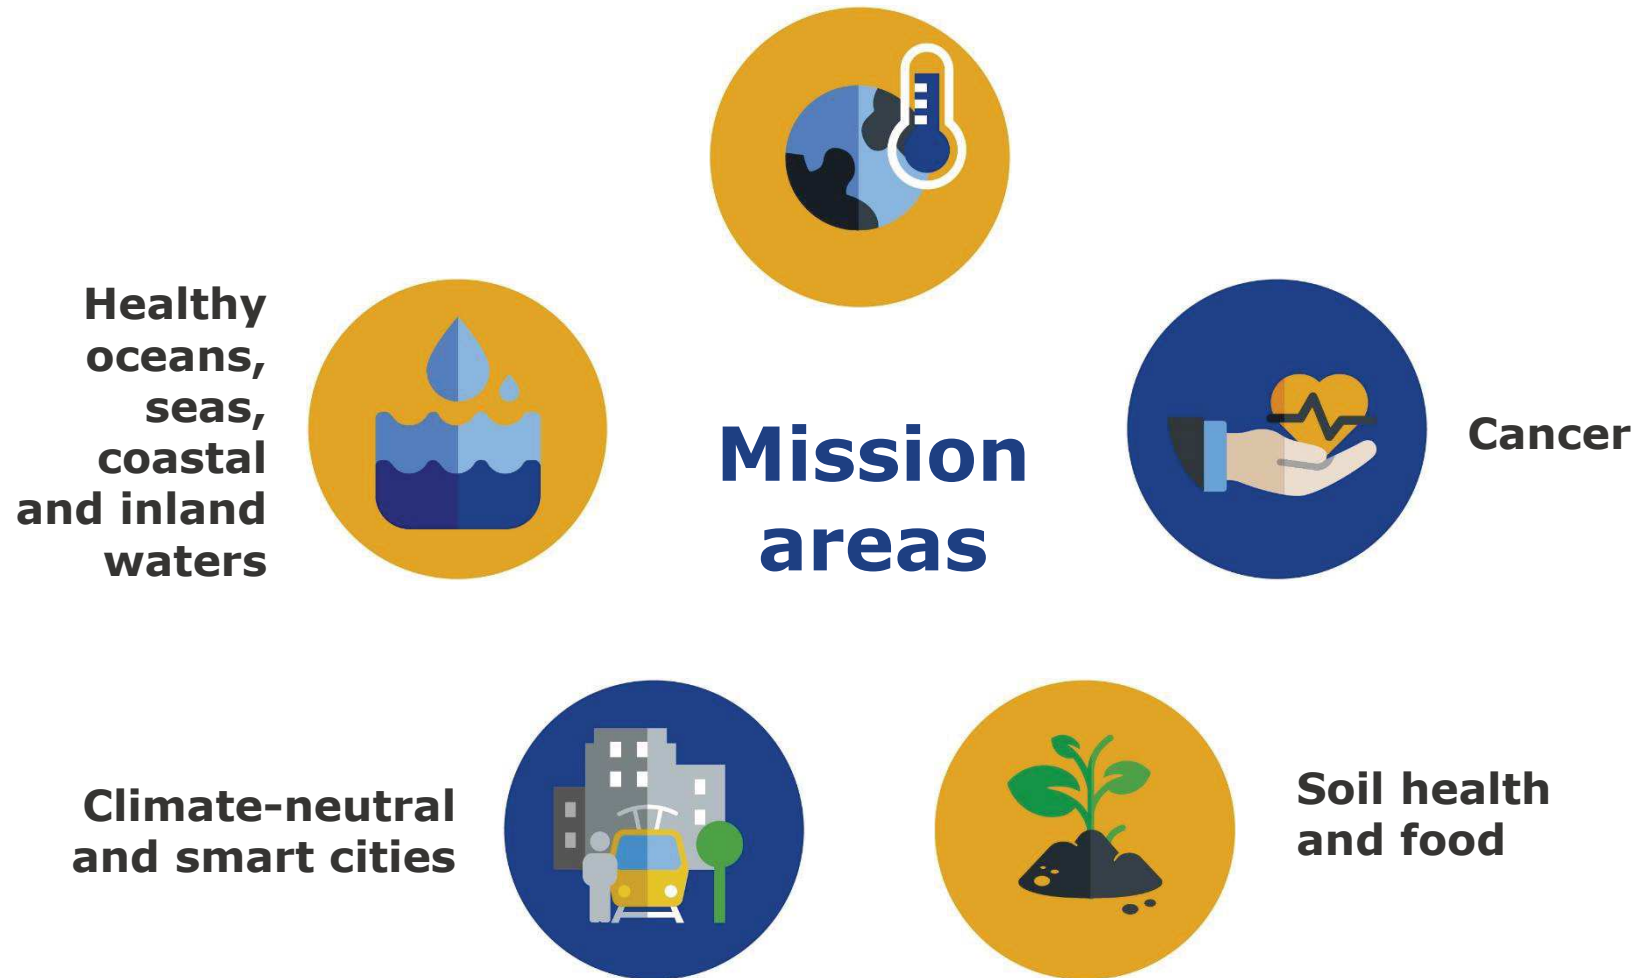 Healthy
oceans,
seas,
coastal
and inland
waters
Mission
areas
Cancer
Climate-neutral
and smart cities
Soil health
and food